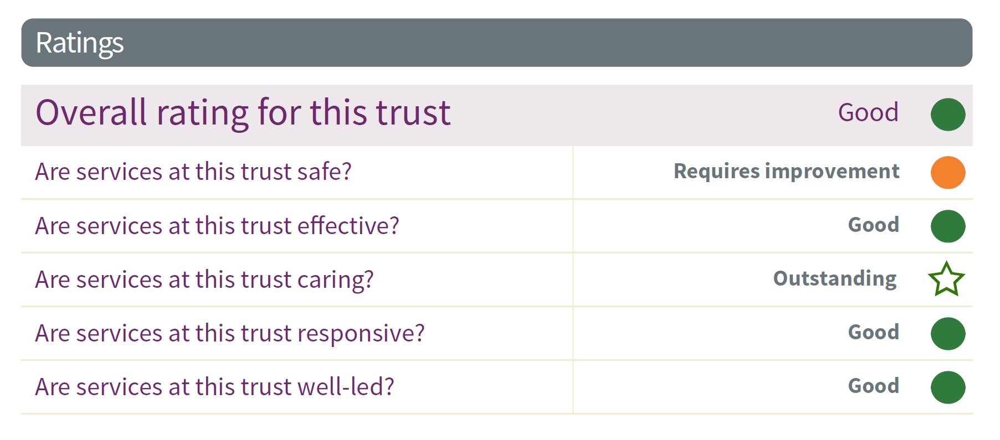 Ratings
Overall rating for this trust Good
Are services at this trust safe? Requires improvement
Are services at this trust effective? Good
Are services at this trust caring? Outstanding
Are services at this trust responsive? Good
Are services at this trust well-led? Good